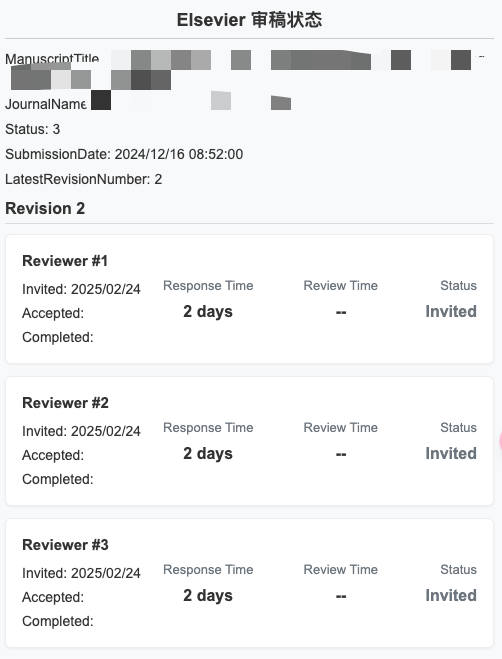 Elsevier 审稿状态
ManuscriptTitle
JournalName
Status: 3
SubmissionDate: 2024/12/16 08:52:00
LatestRevisionNumber: 2
Revision 2
Reviewer #1
Invited: 2025/02/24
Accepted:
Completed:
Response Time
2 days
Review Time
--
Status
Invited
Reviewer #2
Invited: 2025/02/24
Accepted:
Completed:
Response Time
2 days
Review Time
--
Status
Invited
Reviewer #3
Invited: 2025/02/24
Accepted:
Completed:
Response Time
2 days
Review Time
--
Status
Invited